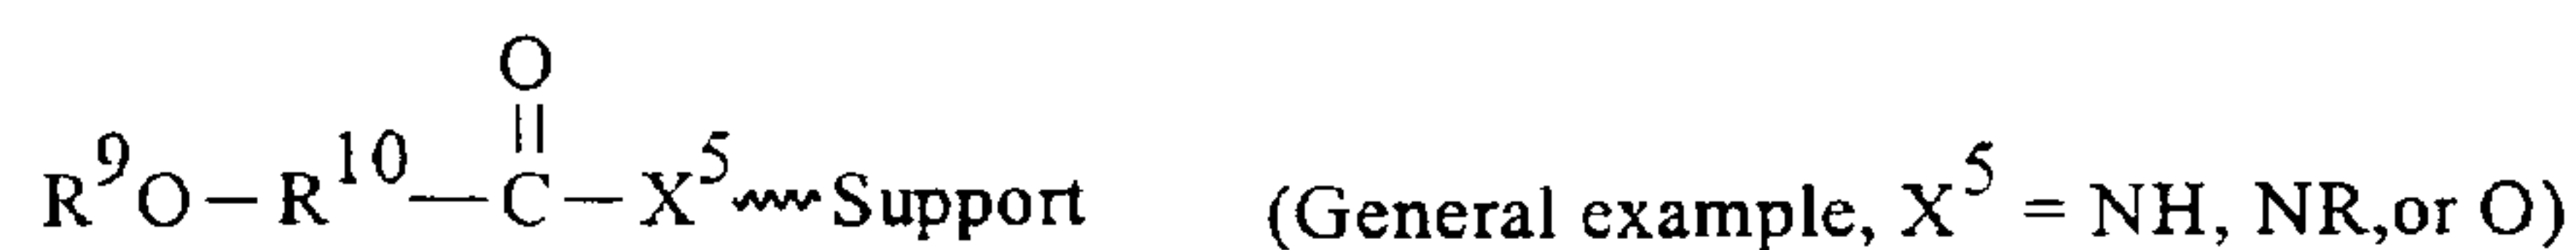 O
R⁹O—R¹⁰—C—X⁵~~~Support (General example, X⁵ = NH, NR,or O)